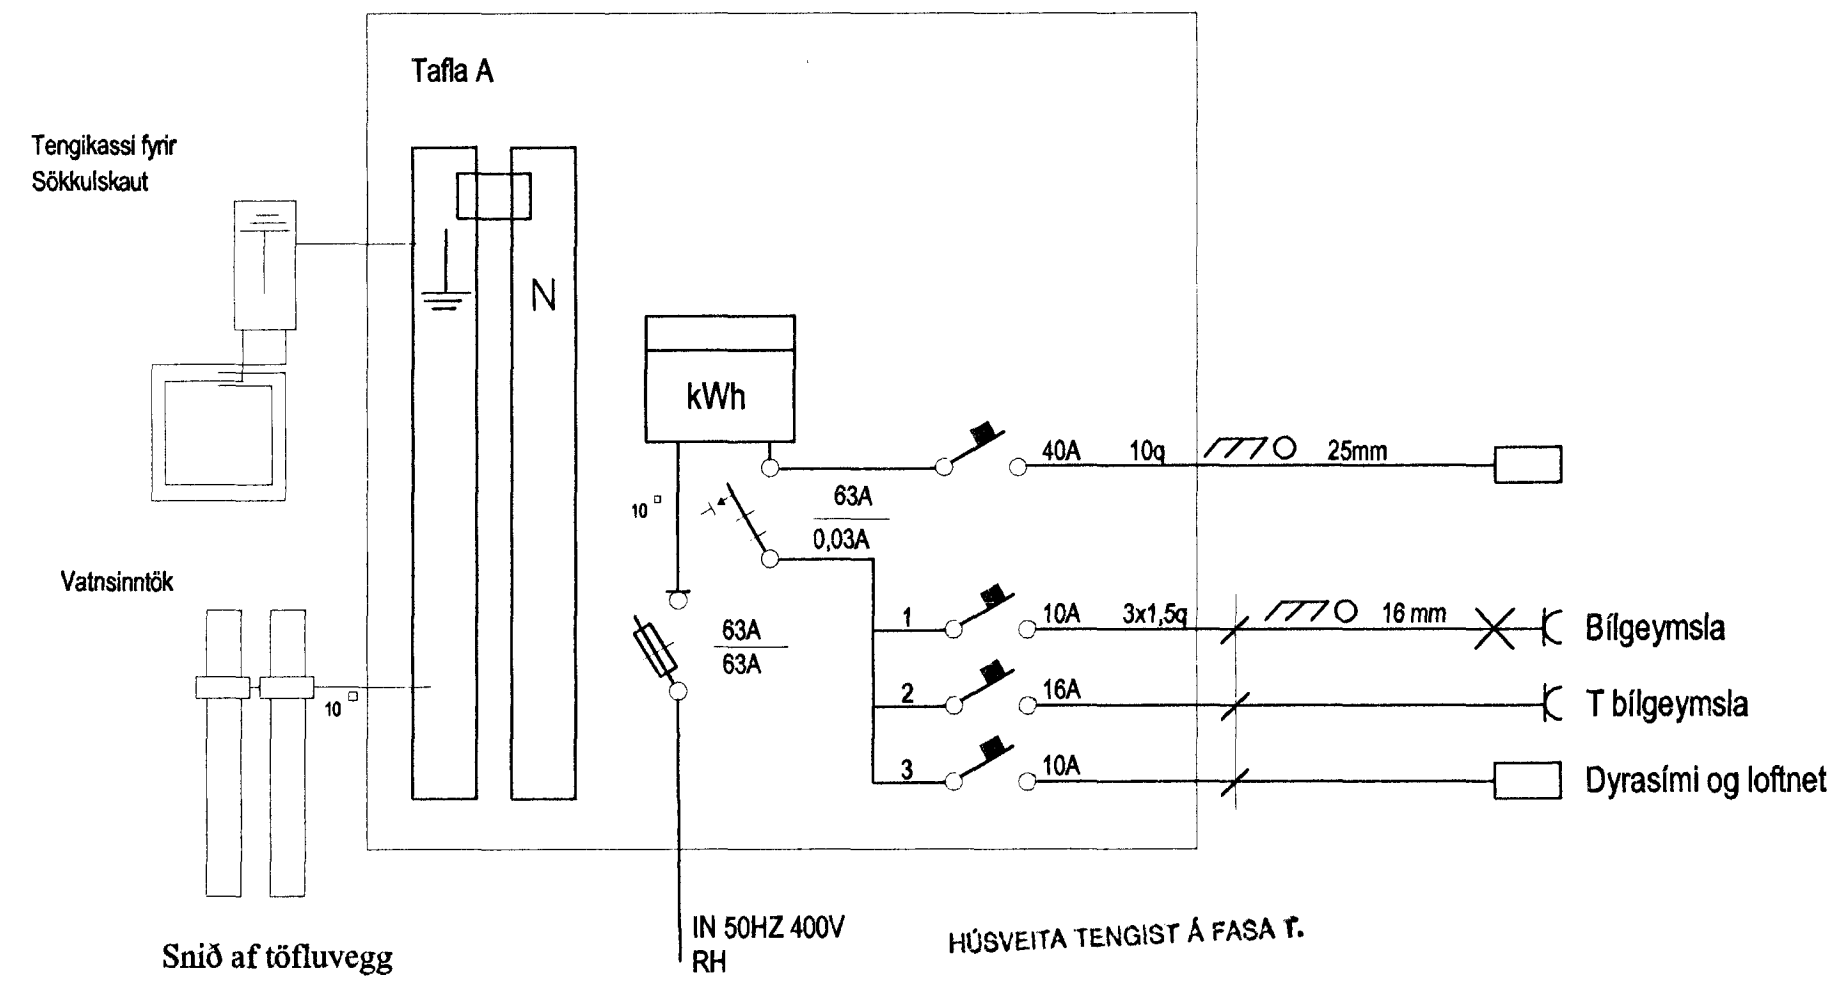 Tafla A
Tengikassi fyrir
Sökkulskaut
N
kWh
40A
10q
25mm
10
63A
0,03A
Vatnsinntök
63A
63A
1
10A
3x1,5q
16 mm
Bílgeymsla
2
16A
T bílgeymsla
10
3
10A
Dyrasími og loftnet
IN 50HZ 400V
RH
HÚSVEITA TENGIST Á FASA r.
Snið af töfluvegg